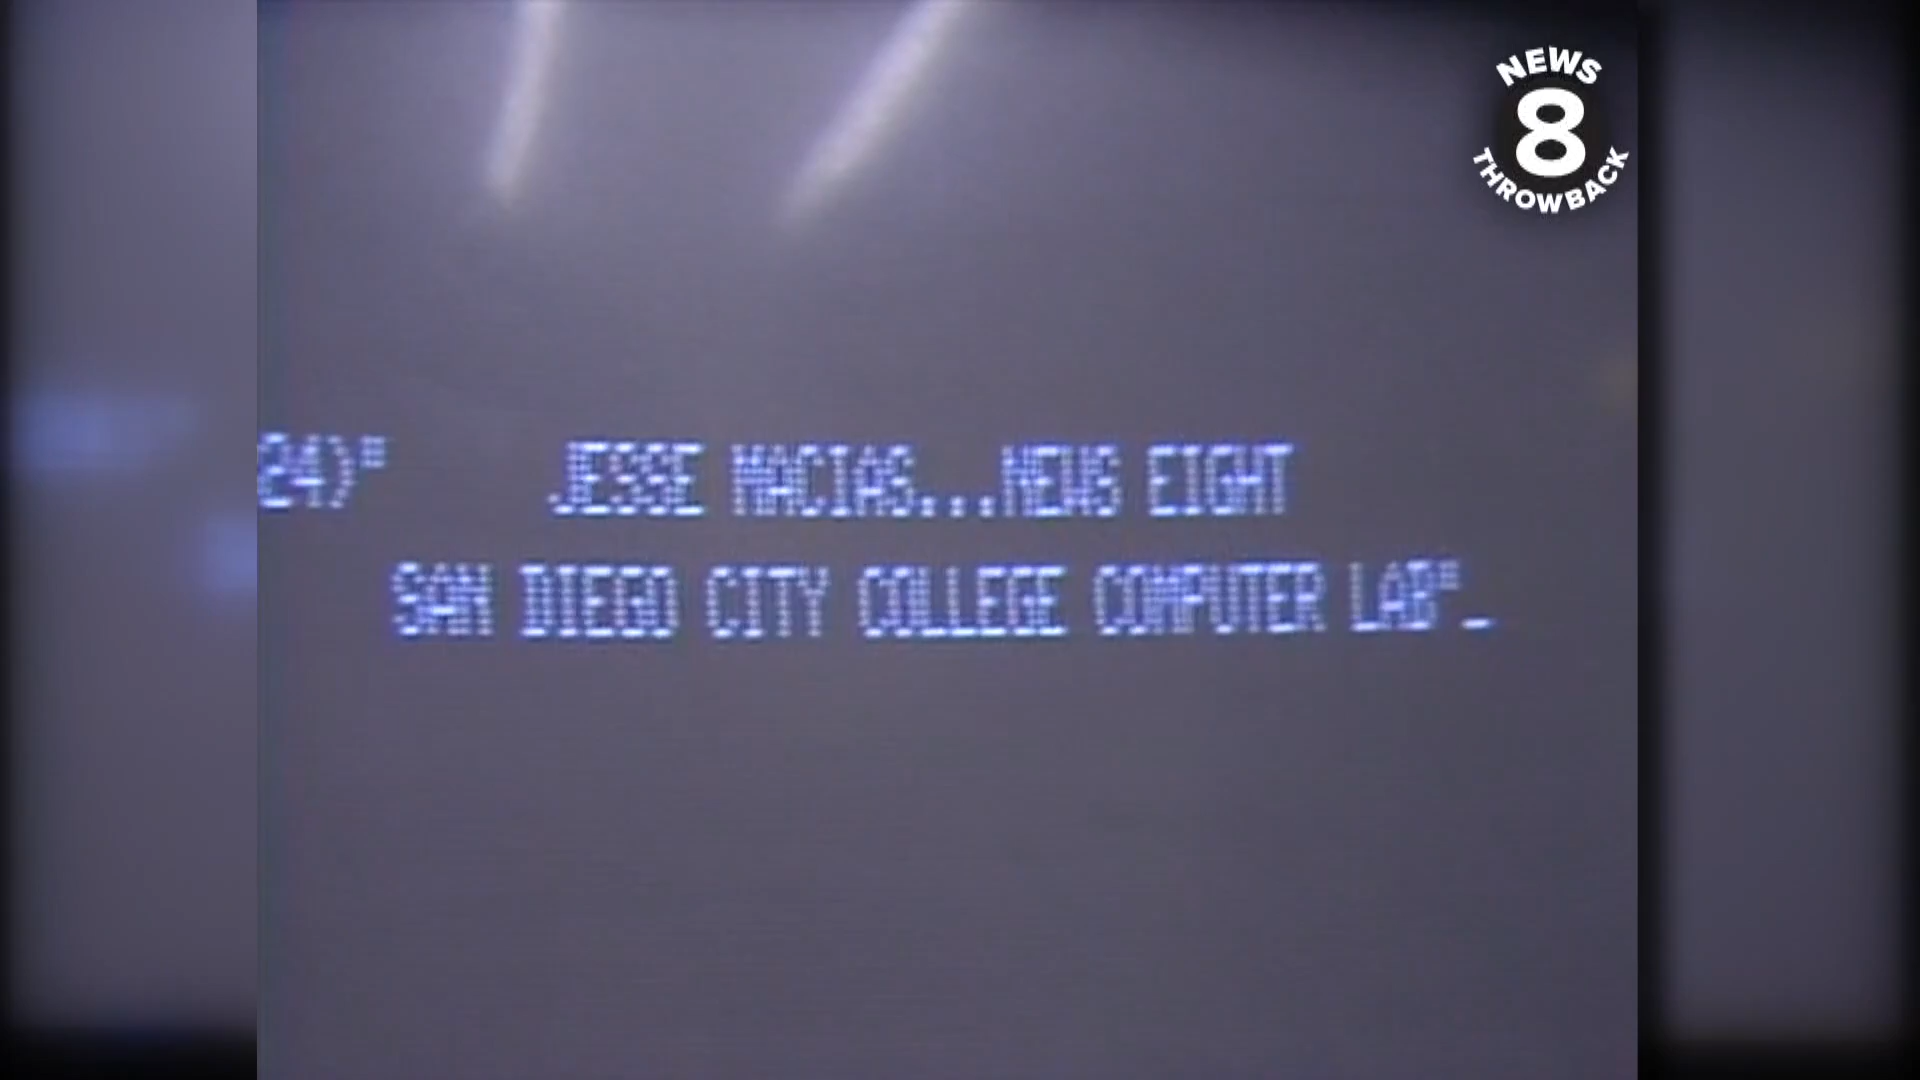 NEWS
8
THROWBACK
24)" JESSE MACIAS...NEWS EIGHT
SAN DIEGO CITY COLLEGE COMPUTER LAB"_